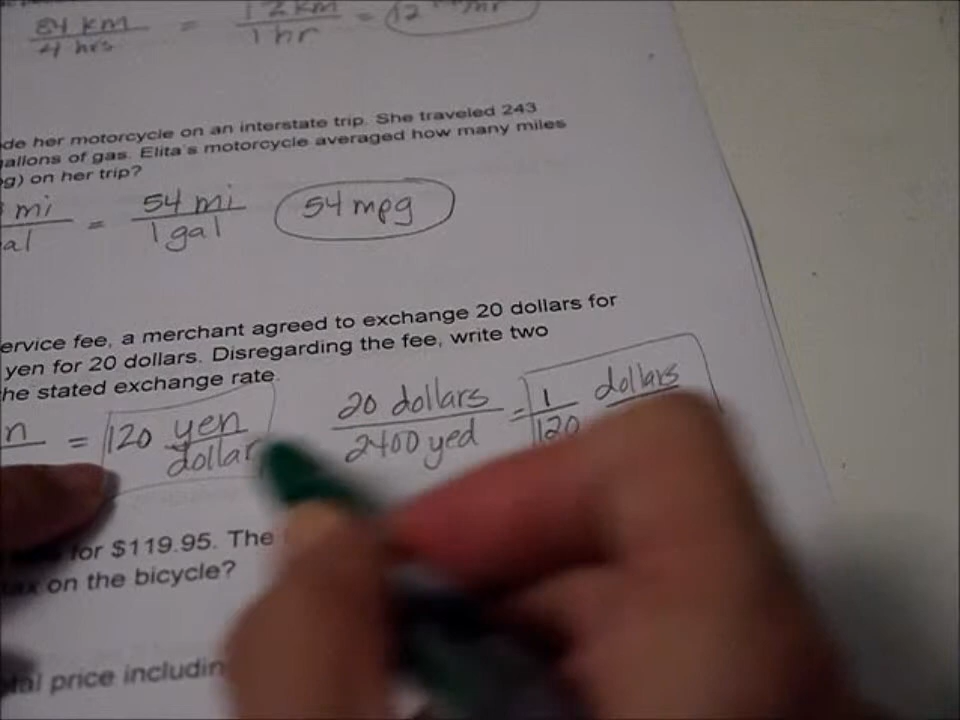 84 km = 12 km = 12
4 hrs 1 hr
de her motorcycle on an interstate trip. She traveled 243
gallons of gas. Elita's motorcycle averaged how many miles
g) on her trip?
mi = 54 mi 54 mpg
al 1 gal
ervice fee, a merchant agreed to exchange 20 dollars for
yen for 20 dollars. Disregarding the fee, write two
he stated exchange rate.
n = 120 yen 20 dollars = 1 dollars
dollar 2400 yed 120
for $119.95. The
tax on the bicycle?
tal price includin